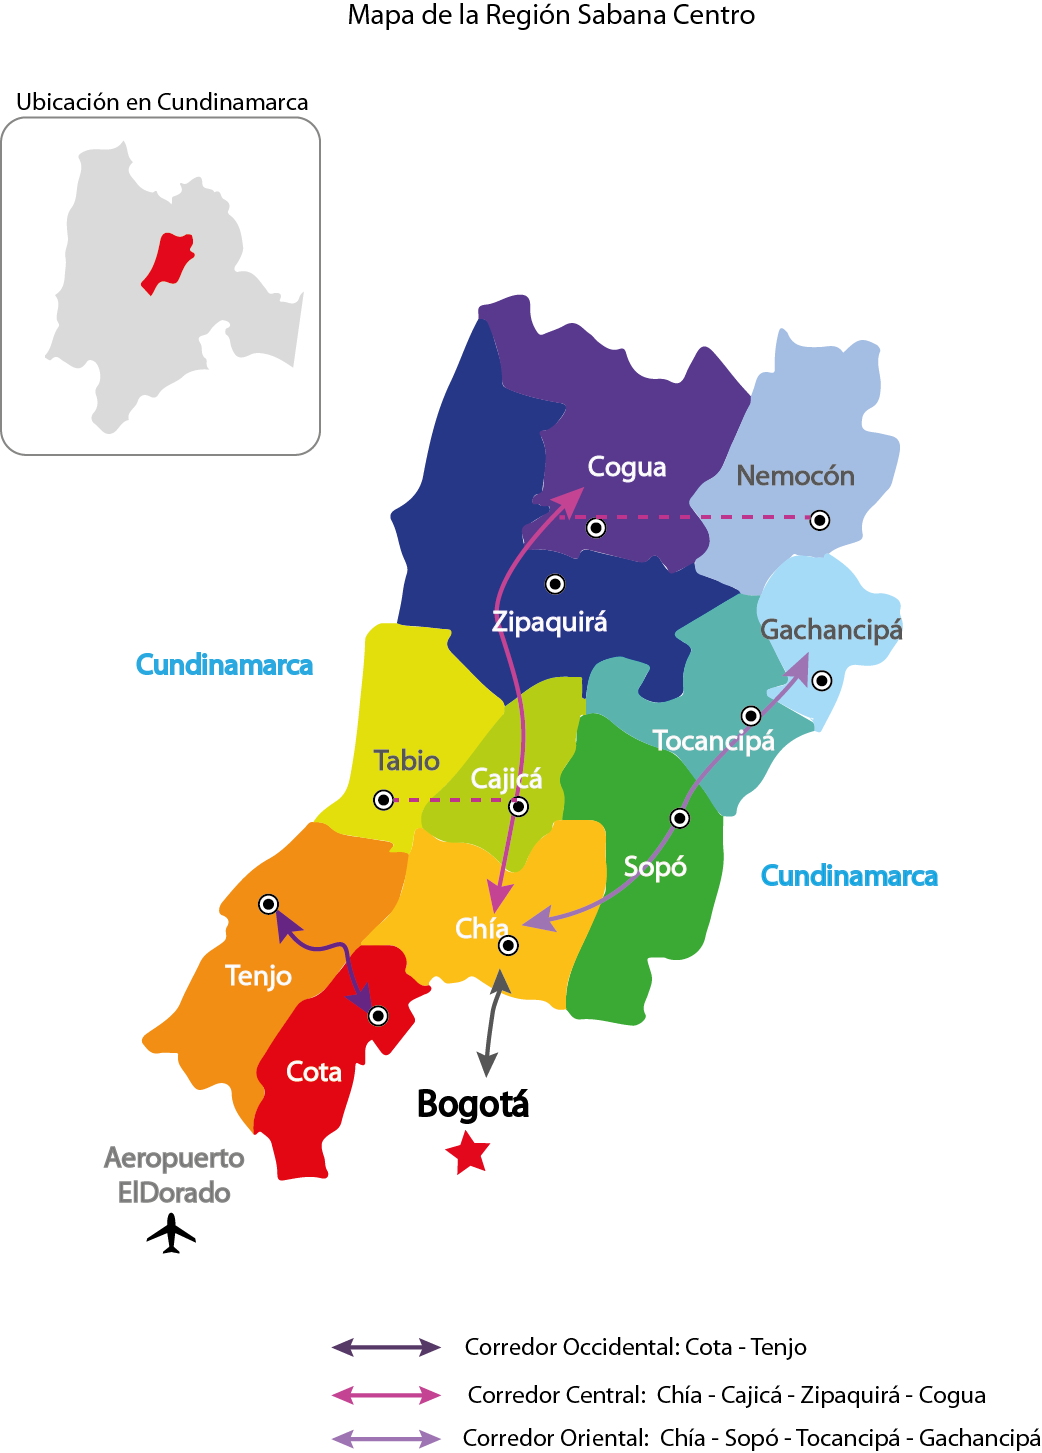 Mapa de la Región Sabana Centro
Ubicación en Cundinamarca
Cogua
Nemocón
Zipaquirá
Gachancipá
Cundinamarca
Tocancipá
Tabio
Cajicá
Sopó
Cundinamarca
Chía
Tenjo
Cota
Bogotá
Aeropuerto
ElDorado
Corredor Occidental: Cota - Tenjo
Corredor Central: Chía - Cajicá - Zipaquirá - Cogua
Corredor Oriental: Chía - Sopó - Tocancipá - Gachancipá